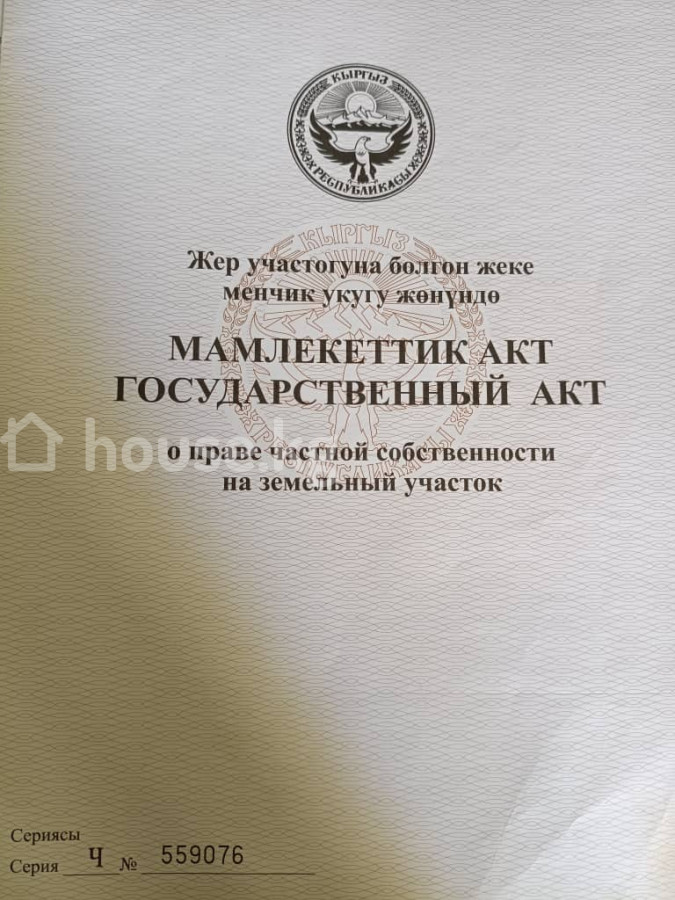 КЫРГЫЗ
РЕСПУБЛИКАСЫ
КЫРГЫЗ
Жер участогуна болгон жеке
менчик укугу жөнүндө
МАМЛЕКЕТТИК АКТ
ГОСУДАРСТВЕННЫЙ АКТ
house.kg
о праве частной собственности
на земельный участок
Сериясы
Серия Ч № 559076